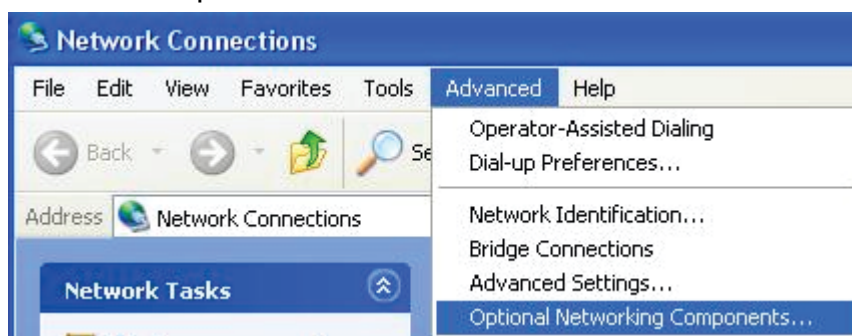 Network Connections
File Edit View Favorites Tools Advanced Help
Operator-Assisted Dialing
Back Dial-up Preferences...
Address Network Connections Network Identification...
Bridge Connections
Network Tasks Advanced Settings...
Optional Networking Components...